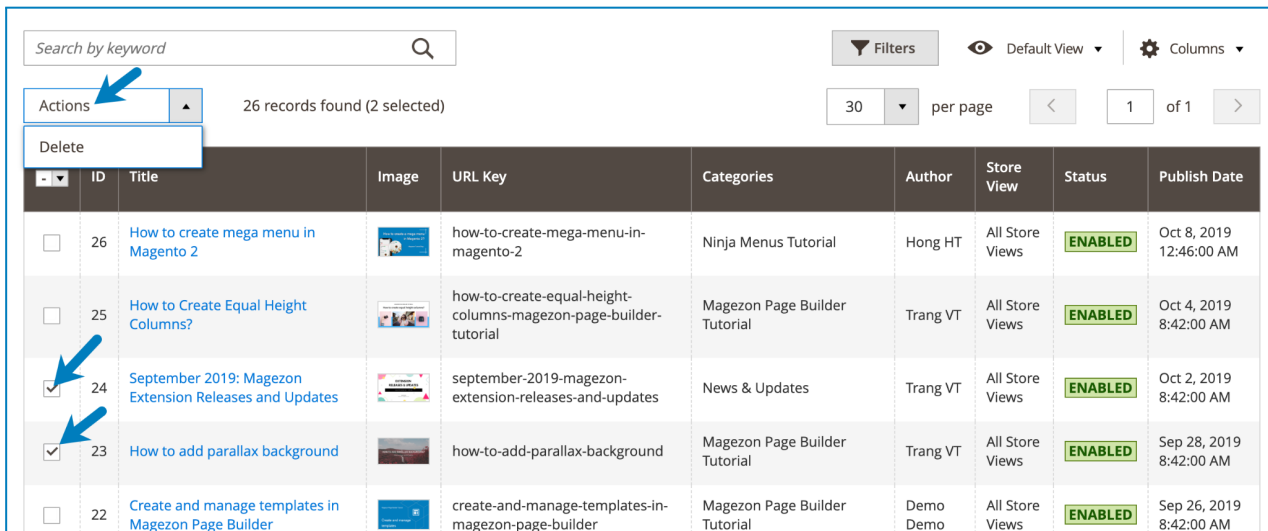 Search by keyword
Filters
Default View
Columns
Actions
26 records found (2 selected)
30
per page
1
of 1
Delete
ID
Title
Image
URL Key
Categories
Author
Store
View
Status
Publish Date
26
How to create mega menu in
Magento 2
how-to-create-mega-menu-in-
magento-2
Ninja Menus Tutorial
Hong HT
All Store
Views
ENABLED
Oct 8, 2019
12:46:00 AM
25
How to Create Equal Height
Columns?
how-to-create-equal-height-
columns-magezon-page-builder-
tutorial
Magezon Page Builder
Tutorial
Trang VT
All Store
Views
ENABLED
Oct 4, 2019
8:42:00 AM
24
September 2019: Magezon
Extension Releases and Updates
september-2019-magezon-
extension-releases-and-updates
News & Updates
Trang VT
All Store
Views
ENABLED
Oct 2, 2019
8:42:00 AM
23
How to add parallax background
how-to-add-parallax-background
Magezon Page Builder
Tutorial
Trang VT
All Store
Views
ENABLED
Sep 28, 2019
8:42:00 AM
22
Create and manage templates in
Magezon Page Builder
create-and-manage-templates-in-
magezon-page-builder
Magezon Page Builder
Tutorial
Demo
Demo
All Store
Views
ENABLED
Sep 26, 2019
8:42:00 AM